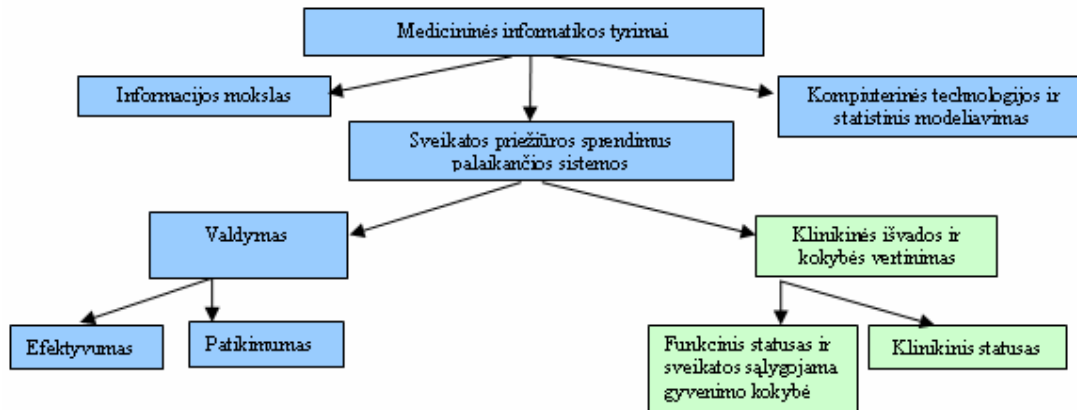 Medicininės informatikos tyrimai
Informacijos mokslas
Kompiuterinės technologijos ir
statistinis modeliavimas
Sveikatos priežiūros sprendimus
palaikančios sistemos
Valdymas
Klinikinės išvados ir
kokybės vertinimas
Efektyvumas
Patikimumas
Funkcinis statusas ir
sveikatos sąlygojama
gyvenimo kokybė
Klinikinis statusas